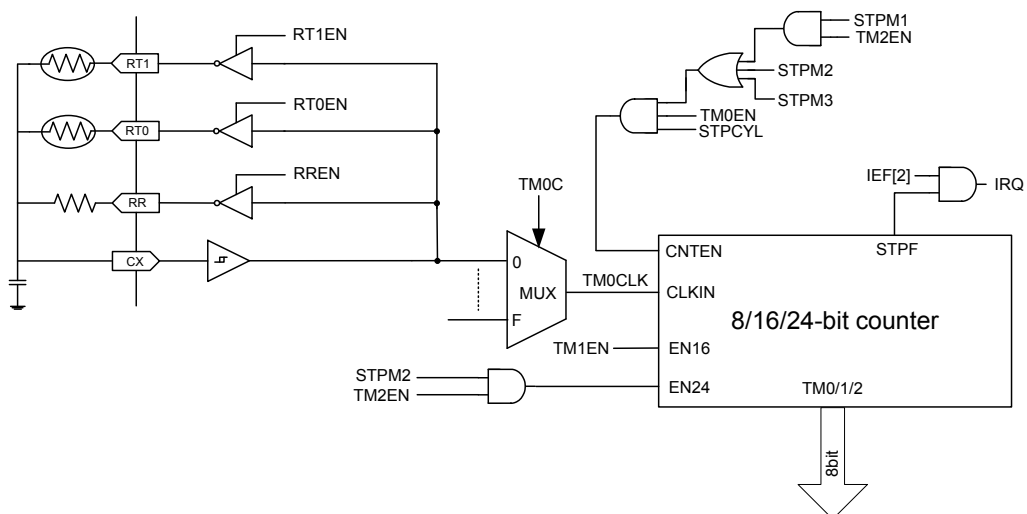 STPM1
TM2EN
RT1EN
RT1
STPM2
STPM3
RT0EN
RT0
TM0EN
STPCYL
RREN
RR
TM0C
IEF[2]
IRQ
CX
STPF
CNTEN
0
MUX
F
TM0CLK
CLKIN
8/16/24-bit counter
TM1EN
EN16
STPM2
TM2EN
EN24
TM0/1/2
8bit